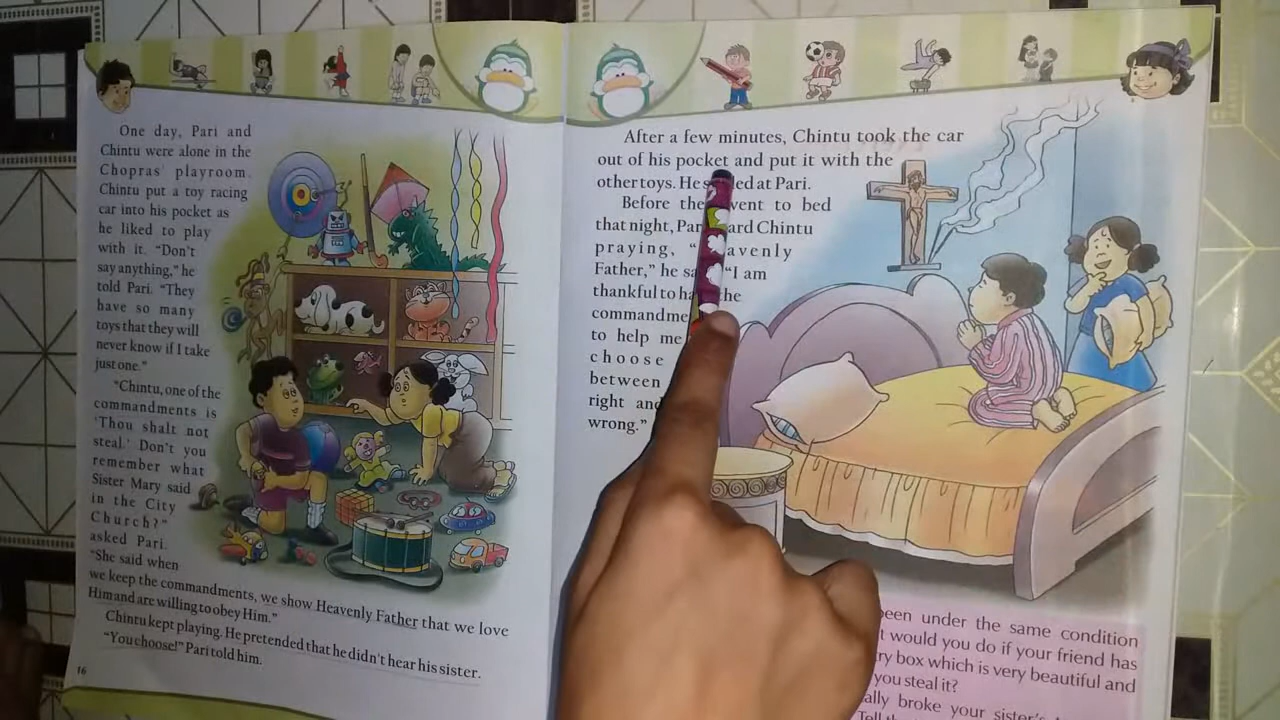 One day, Pari and
Chintu were alone in the
Chopras' playroom.
Chintu put a toy racing
car into his pocket as
he liked to play
with it. "Don't
say anything," he
told Pari. "They
have so many
toys that they will
never know if I take
just one."
"Chintu, one of the
commandments is
'Thou shalt not
steal.' Don't you
remember what
Sister Mary said
in the City
Church?"
asked Pari.
"She said when
we keep the commandments, we show Heavenly Father that we love
Him and are willing to obey Him."
Chintu kept playing. He pretended that he didn't hear his sister.
"You choose!" Pari told him.
16
After a few minutes, Chintu took the car
out of his pocket and put it with the
other toys. He at Pari.
Before went to bed
that night, Chintu
praying,
Father," he "I am
thankful to the
to help me
choose
between
right and
wrong."
been under the same condition
would you do if your friend has
box which is very beautiful and
you steal it?
broke your sister's
Tell